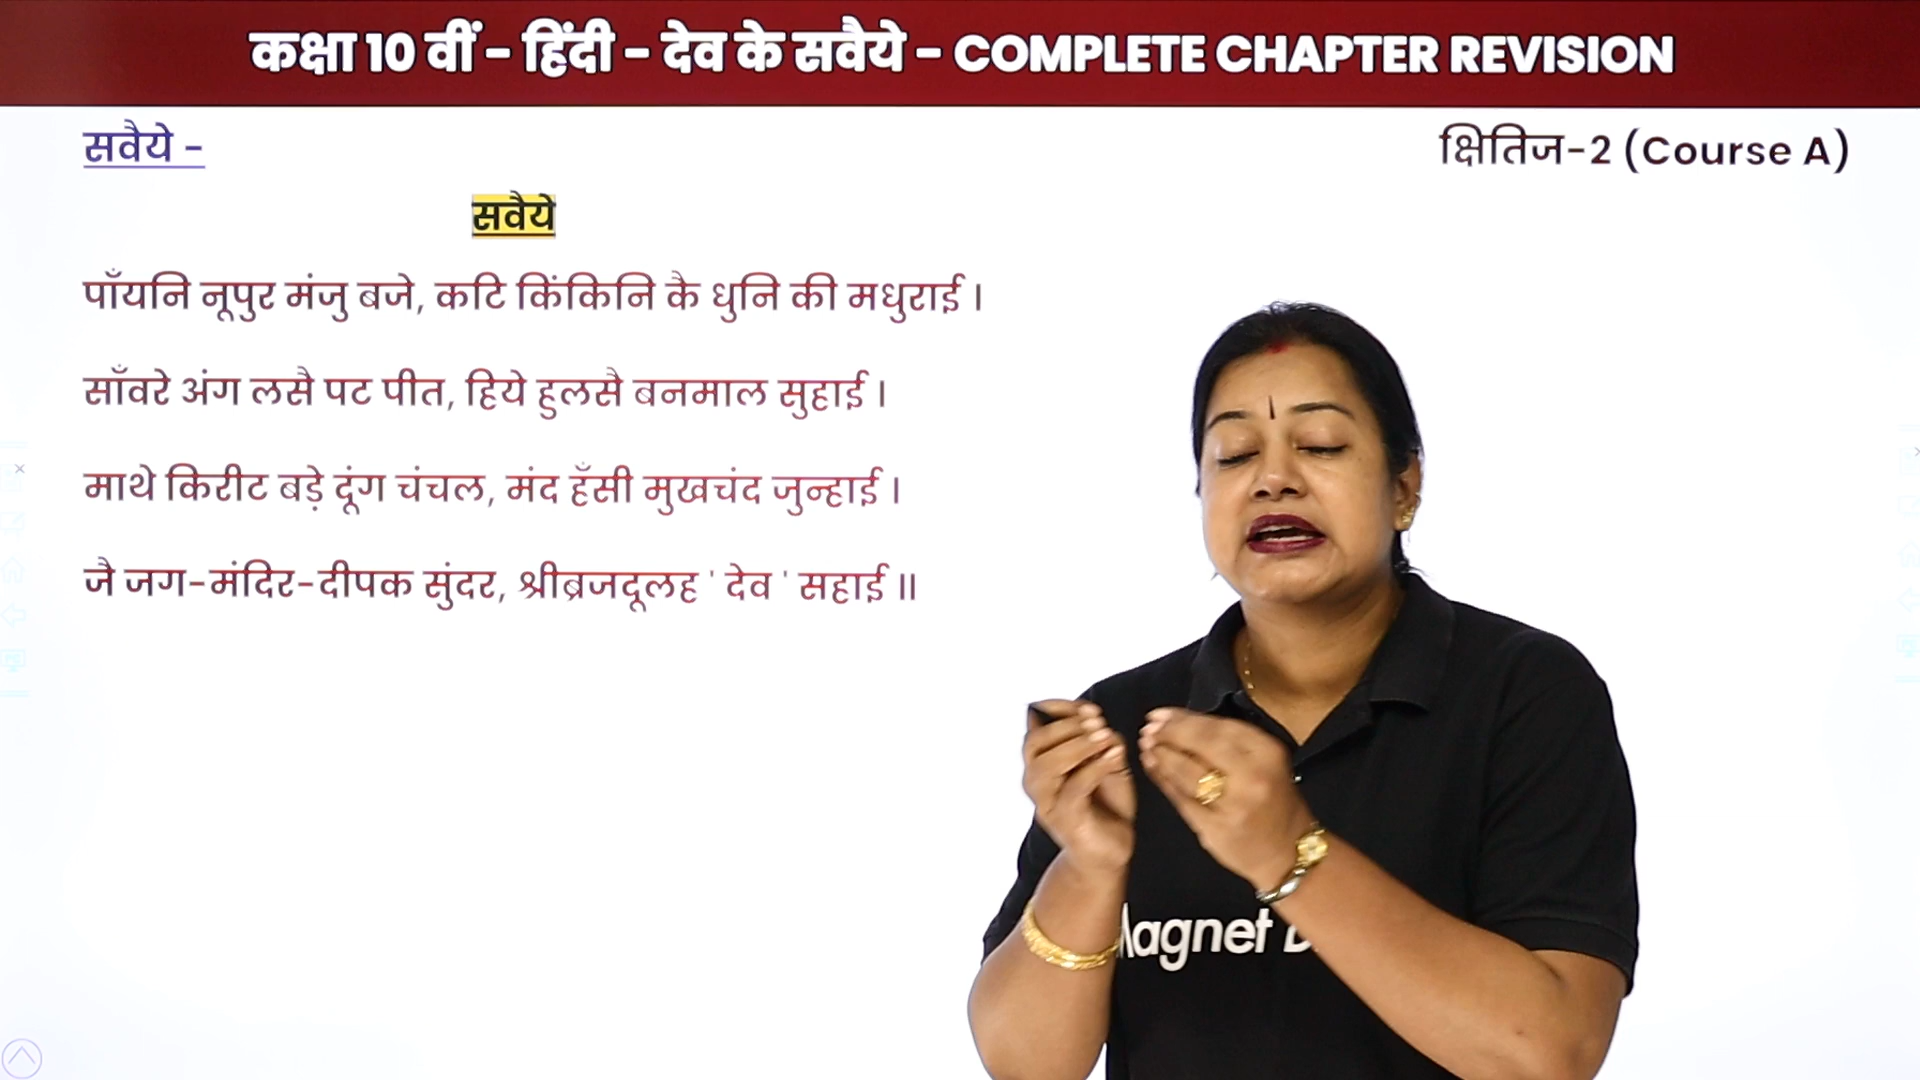 कक्षा 10 वीं - हिंदी - देव के सवैये - COMPLETE CHAPTER REVISION
सवैये -
क्षितिज-2 (Course A)
सवैये
पाँयनि नूपुर मंजु बजे, कटि किंकिनि कै धुनि की मधुराई ।
साँवरे अंग लसै पट पीत, हिये हुलसै बनमाल सुहाई ।
माथे किरीट बड़े दूंग चंचल, मंद हँसी मुखचंद जुन्हाई ।
जै जग-मंदिर-दीपक सुंदर, श्रीब्रजदूलह ' देव ' सहाई ॥
Magnet